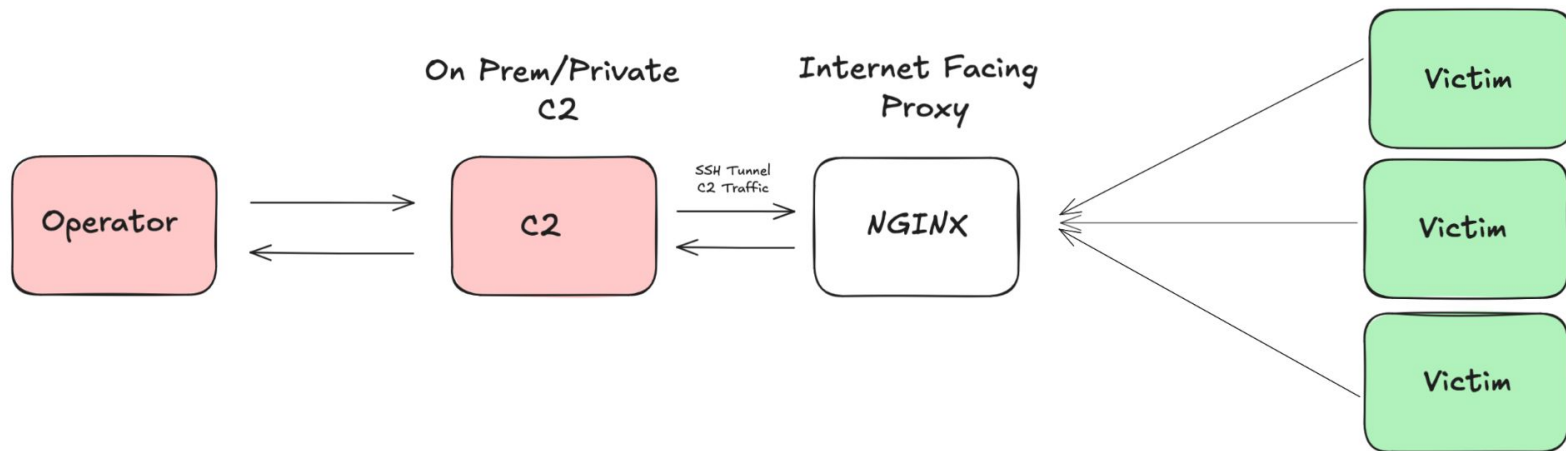 On Prem/Private
C2
Internet Facing
Proxy
Operator
C2
SSH Tunnel
C2 Traffic
NGINX
Victim
Victim
Victim